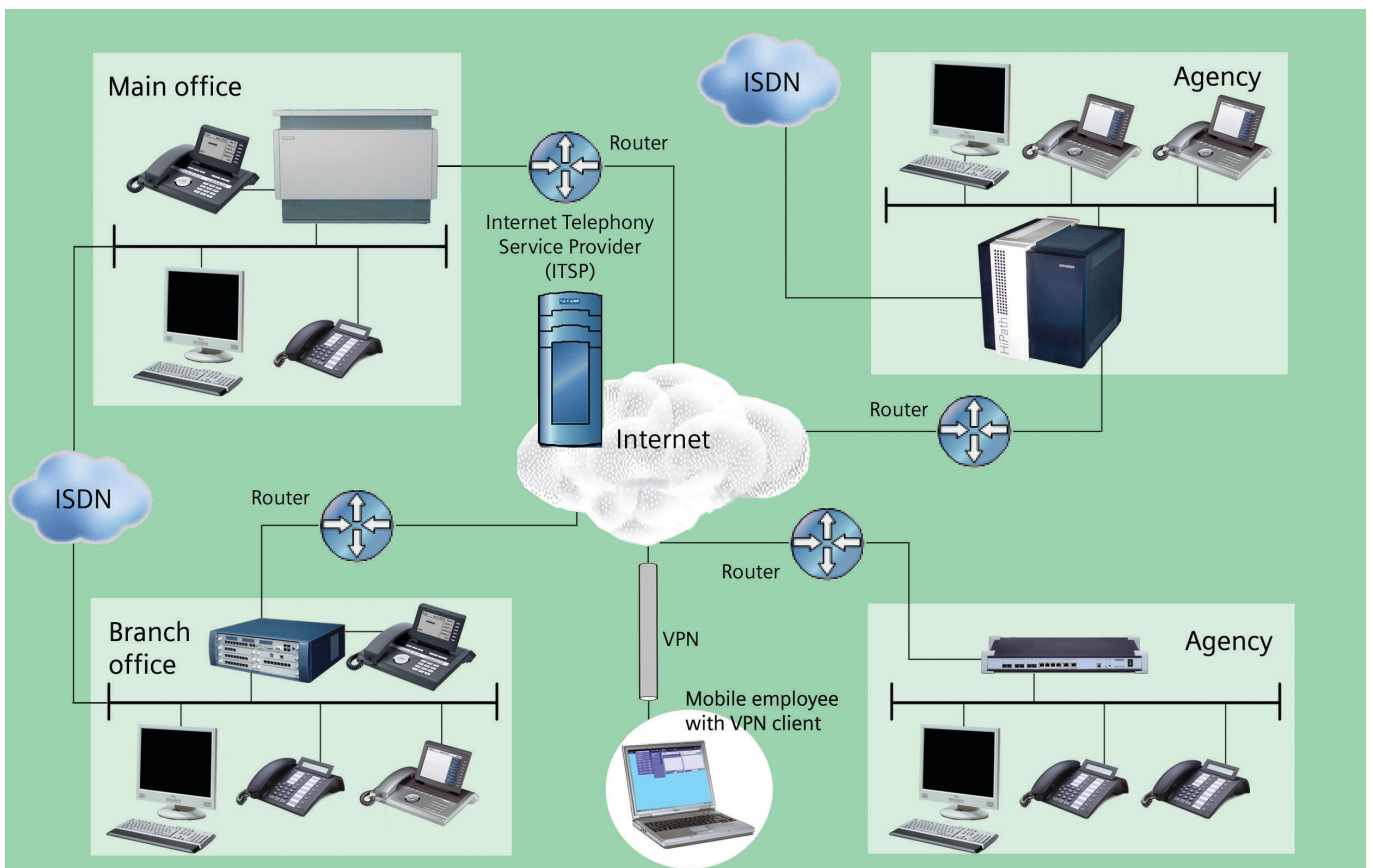 Main office
ISDN
Agency
Router
Internet Telephony
Service Provider
(ITSP)
HiPath
Router
Internet
ISDN
Router
Router
Branch
office
VPN
Agency
Mobile employee
with VPN client